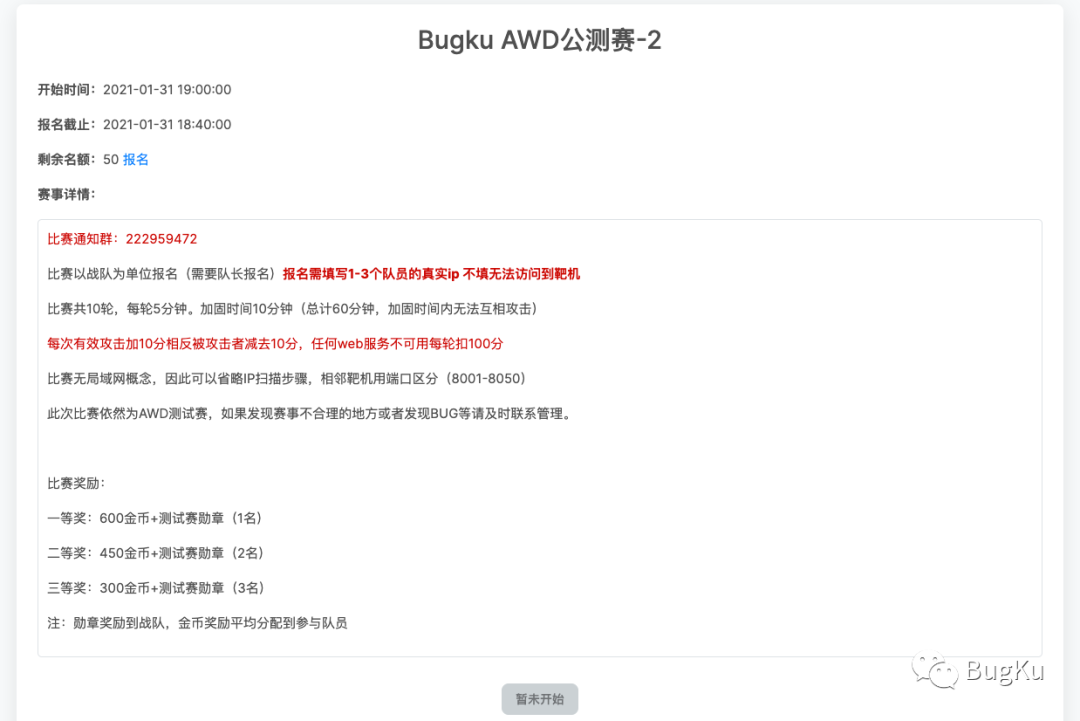 Bugku AWD公测赛-2
开始时间：2021-01-31 19:00:00
报名截止：2021-01-31 18:40:00
剩余名额：50 报名
赛事详情：
比赛通知群：222959472
比赛以战队为单位报名（需要队长报名）报名需填写1-3个队员的真实ip 不填无法访问到靶机
比赛共10轮，每轮5分钟。加固时间10分钟（总计60分钟，加固时间内无法互相攻击）
每次有效攻击加10分相反被攻击者减去10分，任何web服务不可用每轮扣100分
比赛无局域网概念，因此可以省略IP扫描步骤，相邻靶机用端口区分（8001-8050）
此次比赛依然为AWD测试赛，如果发现赛事不合理的地方或者发现BUG等请及时联系管理。
比赛奖励：
一等奖：600金币+测试赛勋章（1名）
二等奖：450金币+测试赛勋章（2名）
三等奖：300金币+测试赛勋章（3名）
注：勋章奖励到战队，金币奖励平均分配到参与队员
BugKu
暂未开始